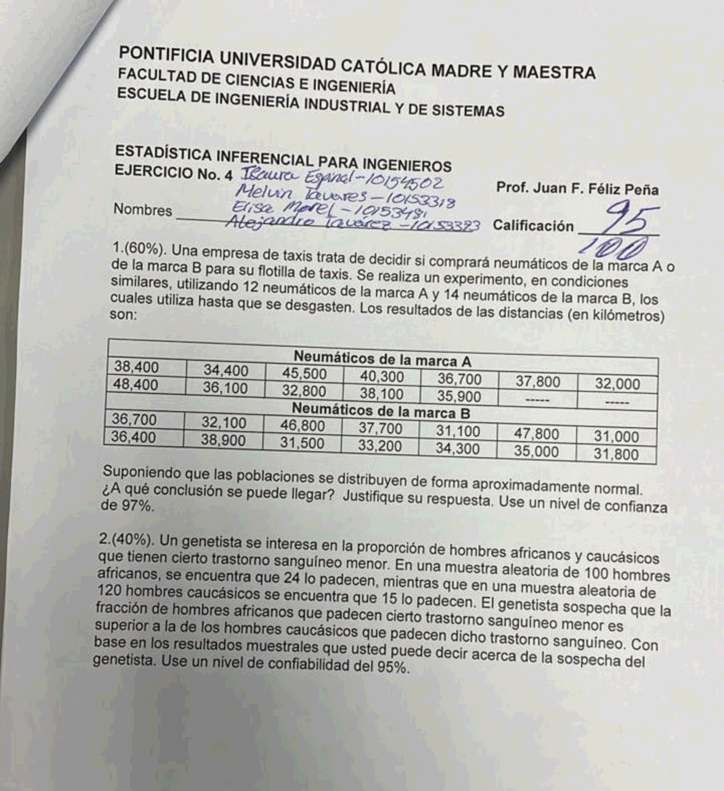 PONTIFICIA UNIVERSIDAD CATÓLICA MADRE Y MAESTRA
FACULTAD DE CIENCIAS E INGENIERÍA
ESCUELA DE INGENIERÍA INDUSTRIAL Y DE SISTEMAS
ESTADÍSTICA INFERENCIAL PARA INGENIEROS
EJERCICIO No. 4 Isaura Espinal-10154502
Prof. Juan F. Féliz Peña
Melvin Tavares-10153318
Nombres Elisa Morel-10153481
Alejandro Tavarez-10153323 Calificación 95/100
1.(60%). Una empresa de taxis trata de decidir si comprará neumáticos de la marca A o
de la marca B para su flotilla de taxis. Se realiza un experimento, en condiciones
similares, utilizando 12 neumáticos de la marca A y 14 neumáticos de la marca B, los
cuales utiliza hasta que se desgasten. Los resultados de las distancias (en kilómetros)
son:
Neumáticos de la marca A
38,400 34,400 45,500 40,300 36,700 37,800 32,000
48,400 36,100 32,800 38,100 35,900 ----- -----
Neumáticos de la marca B
36,700 32,100 46,800 37,700 31,100 47,800 31,000
36,400 38,900 31,500 33,200 34,300 35,000 31,800
Suponiendo que las poblaciones se distribuyen de forma aproximadamente normal.
¿A qué conclusión se puede llegar? Justifique su respuesta. Use un nivel de confianza
de 97%.
2.(40%). Un genetista se interesa en la proporción de hombres africanos y caucásicos
que tienen cierto trastorno sanguíneo menor. En una muestra aleatoria de 100 hombres
africanos, se encuentra que 24 lo padecen, mientras que en una muestra aleatoria de
120 hombres caucásicos se encuentra que 15 lo padecen. El genetista sospecha que la
fracción de hombres africanos que padecen cierto trastorno sanguíneo menor es
superior a la de los hombres caucásicos que padecen dicho trastorno sanguíneo. Con
base en los resultados muestrales que usted puede decir acerca de la sospecha del
genetista. Use un nivel de confiabilidad del 95%.